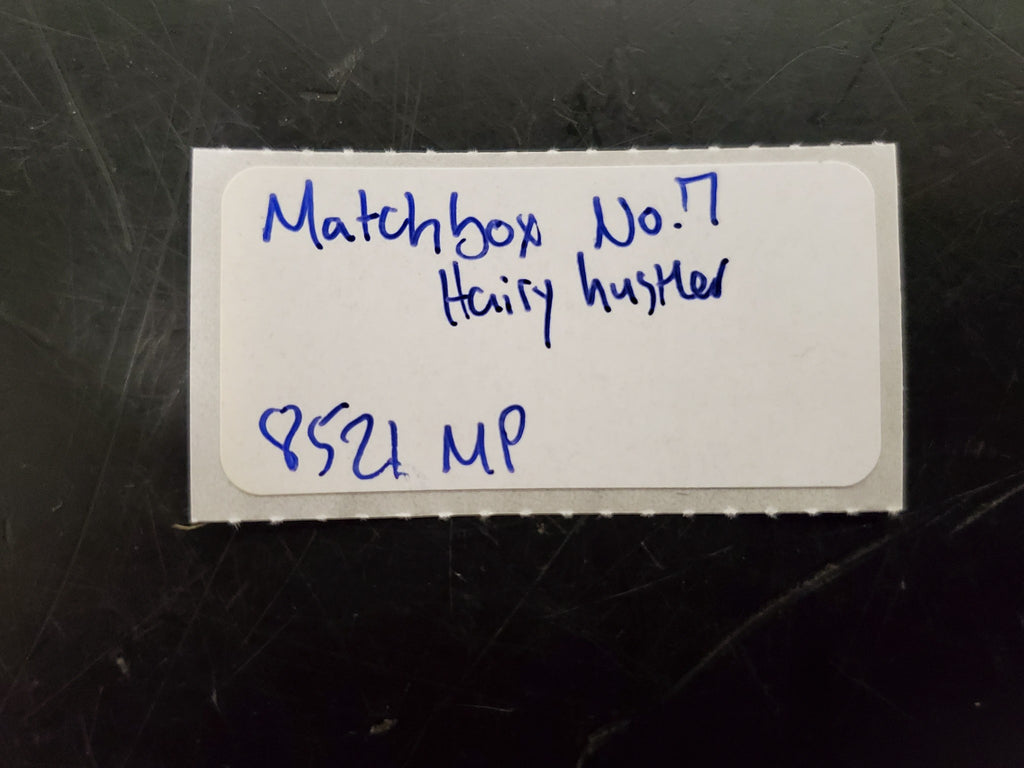 Matchbox No.7
Hairy hustler
8521 MP